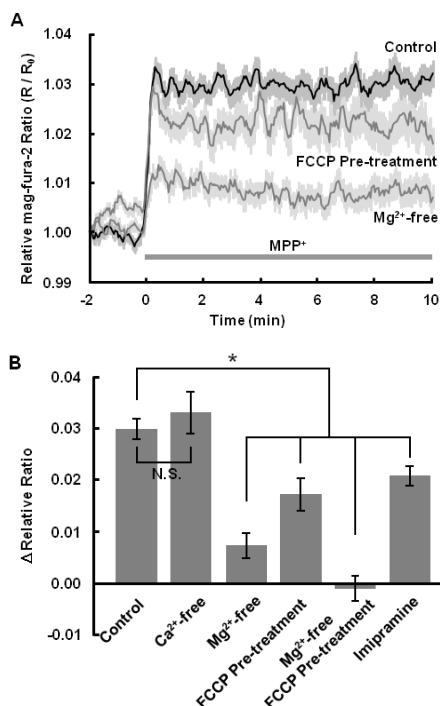 A
Relative mag-fura-2 Ratio (R / R₀)
1.04
1.03
1.02
1.01
1.00
0.99
Control
FCCP Pre-treatment
Mg²⁺-free
MPP⁺
-2
0
2
4
6
8
10
Time (min)
B
Δ Relative Ratio
0.04
0.03
0.02
0.01
0.00
-0.01
*
N.S.
Control
Ca²⁺-free
Mg²⁺-free
FCCP Pre-treatment
Mg²⁺-free
FCCP Pre-treatment
Imipramine